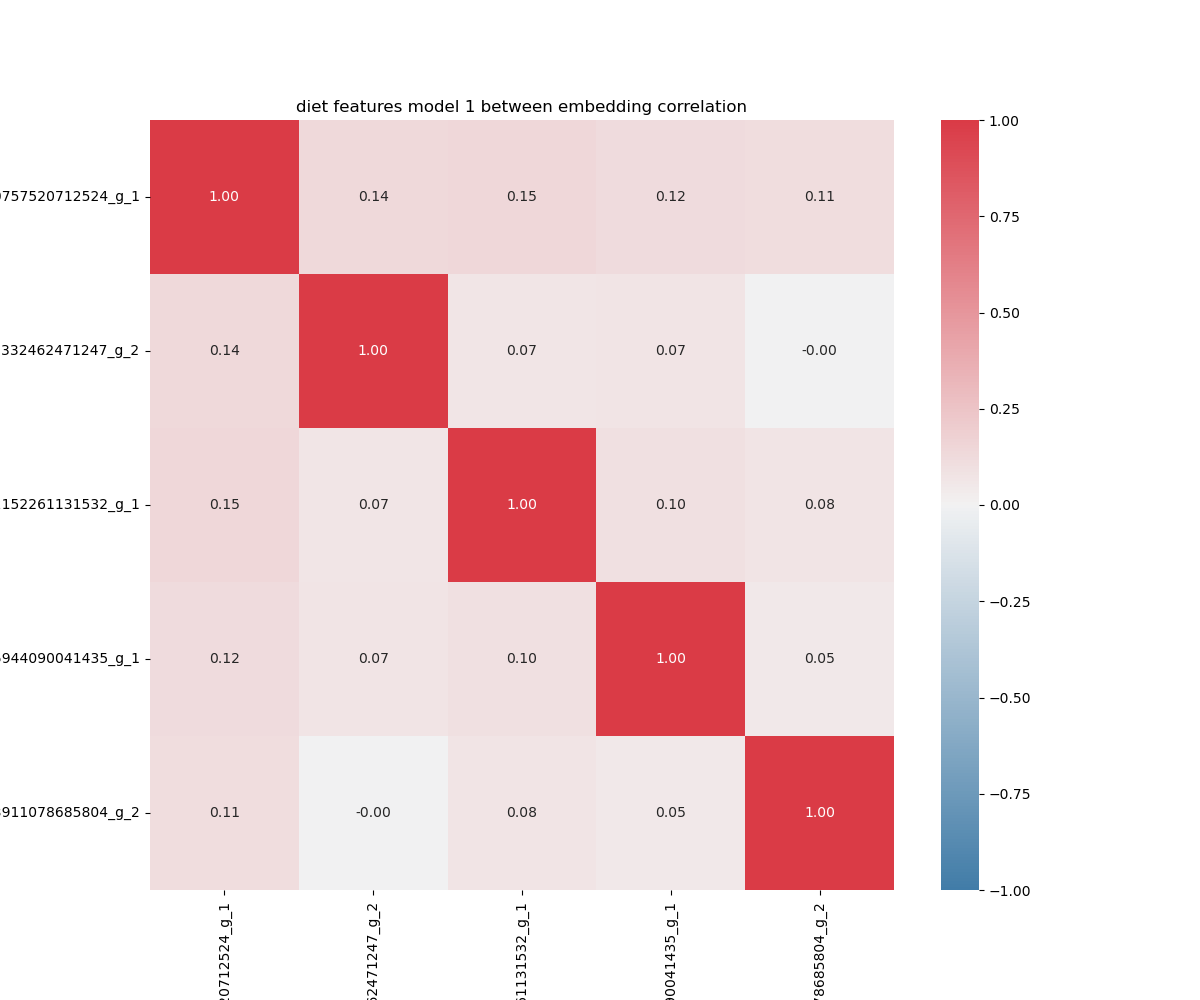 diet features model 1 between embedding correlation
757520712524_g_1 1.00 0.14 0.15 0.12 0.11
332462471247_g_2 0.14 1.00 0.07 0.07 -0.00
152261131532_g_1 0.15 0.07 1.00 0.10 0.08
944090041435_g_1 0.12 0.07 0.10 1.00 0.05
911078685804_g_2 0.11 -0.00 0.08 0.05 1.00
20712524_g_1
62471247_g_2
61131532_g_1
90041435_g_1
78685804_g_2
1.00
0.75
0.50
0.25
0.00
−0.25
−0.50
−0.75
−1.00